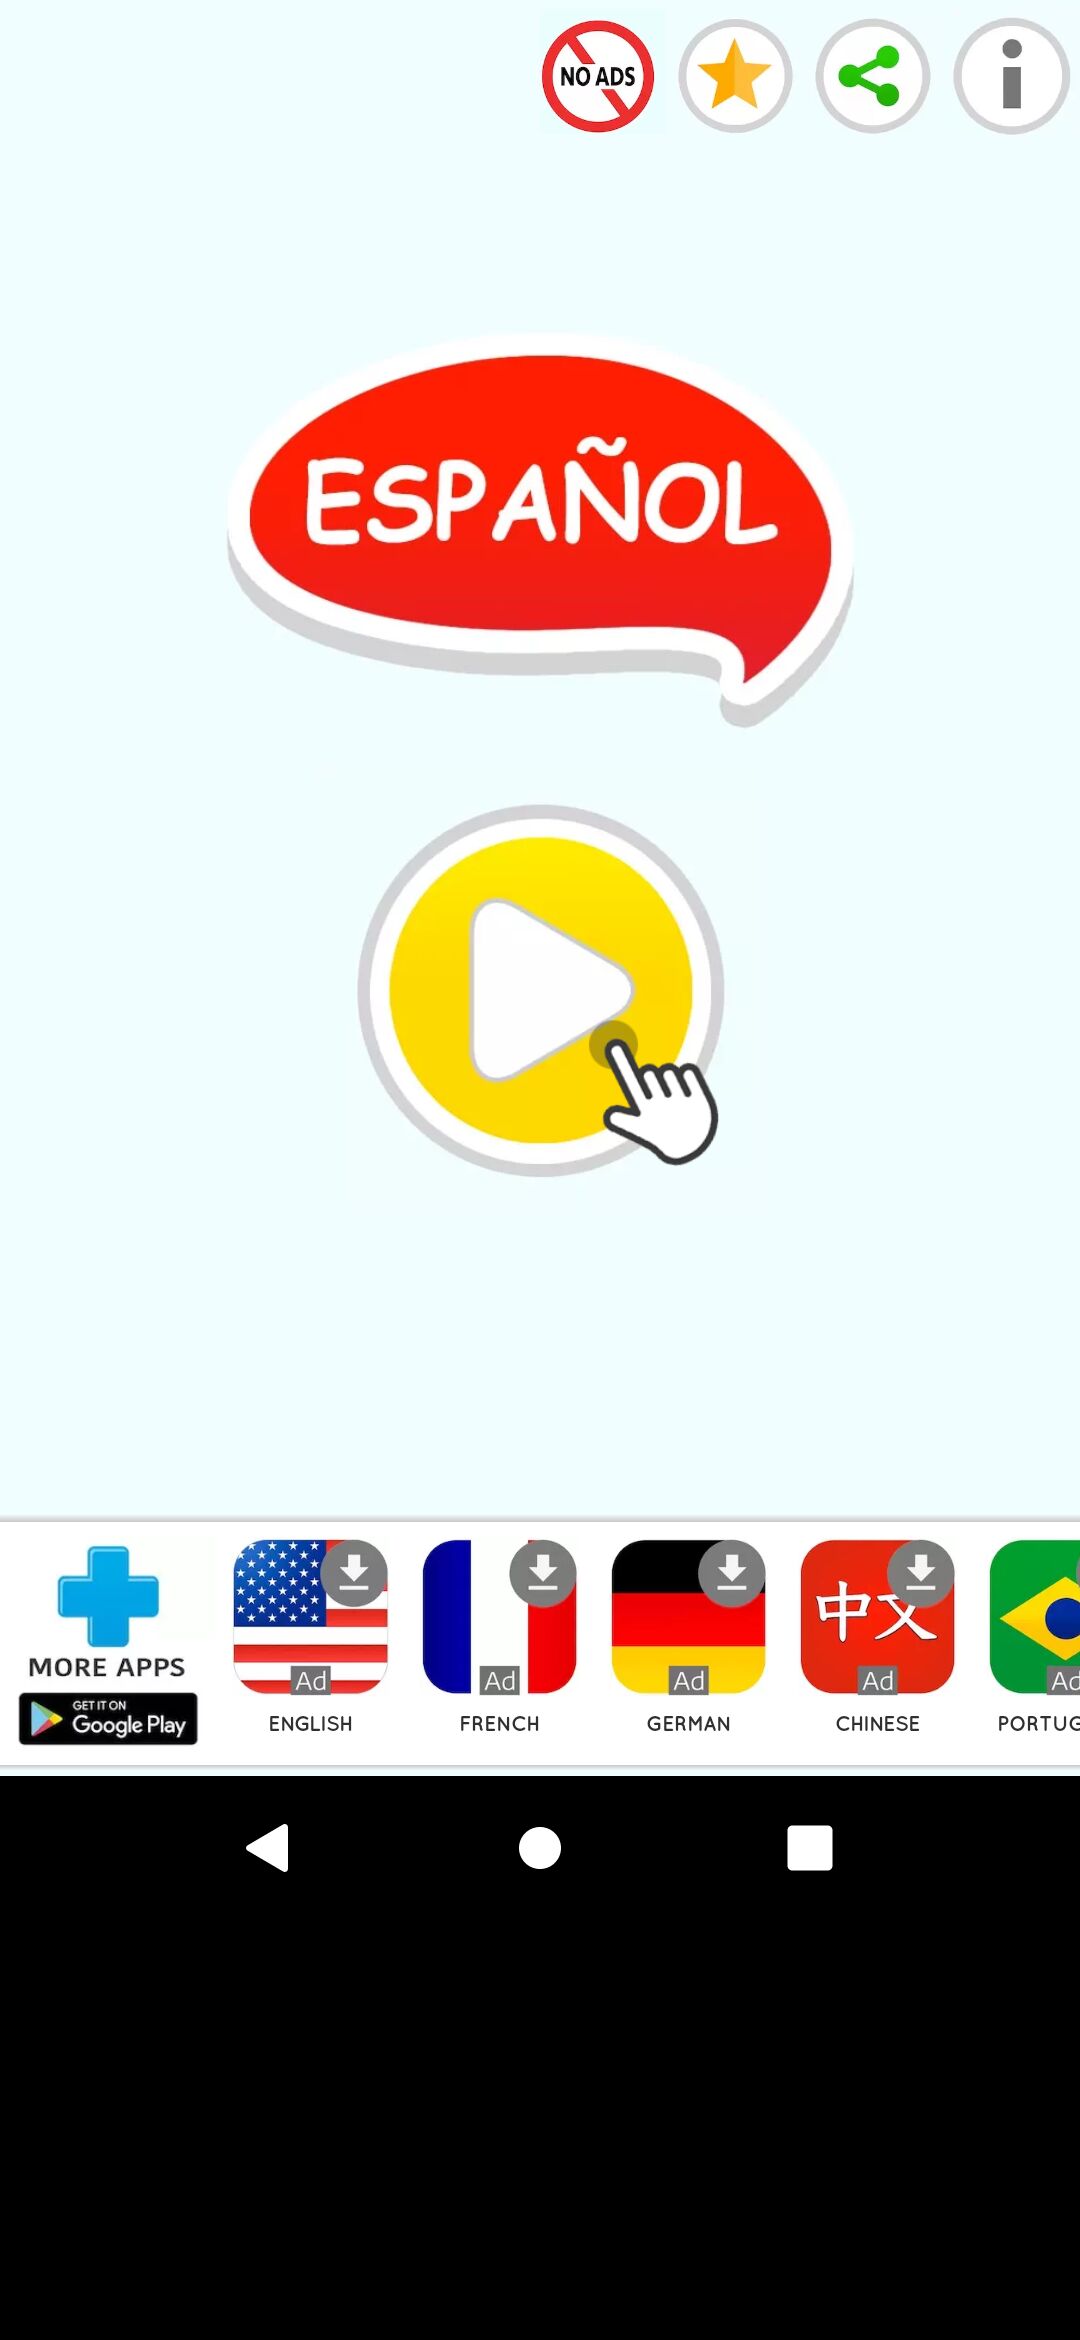 NO ADS
ESPAÑOL
MORE APPS
GET IT ON
Google Play
中文
Ad
Ad
Ad
Ad
Ad
ENGLISH
FRENCH
GERMAN
CHINESE
PORTUG